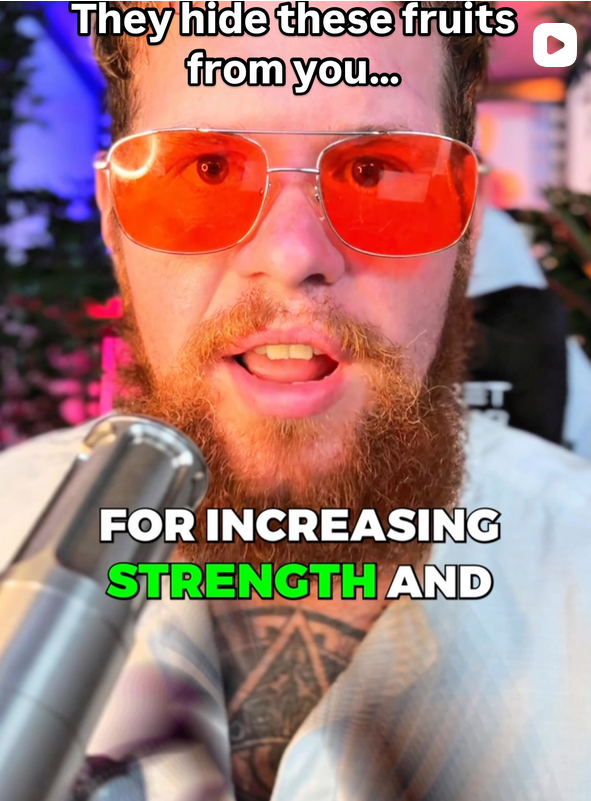 They hide these fruits
from you...
FOR INCREASING
STRENGTH AND